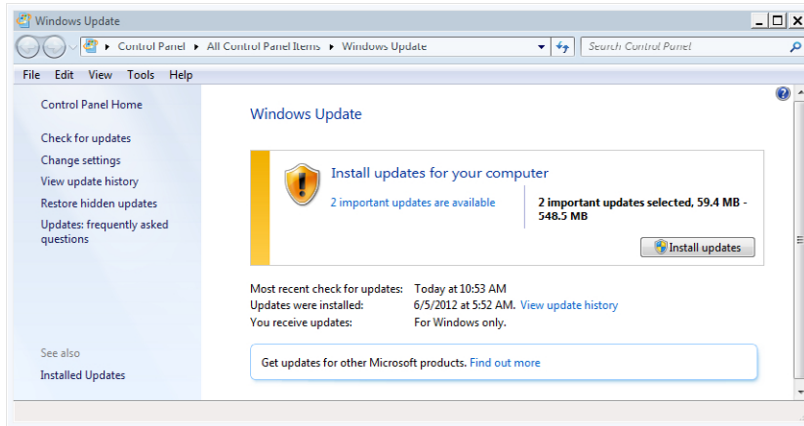 Windows Update
Control Panel All Control Panel Items Windows Update Search Control Panel
File Edit View Tools Help
Control Panel Home
Check for updates
Change settings
View update history
Restore hidden updates
Updates: frequently asked
questions
See also
Installed Updates
Windows Update
Install updates for your computer
2 important updates are available
2 important updates selected, 59.4 MB -
548.5 MB
Install updates
Most recent check for updates: Today at 10:53 AM
Updates were installed: 6/5/2012 at 5:52 AM. View update history
You receive updates: For Windows only.
Get updates for other Microsoft products. Find out more